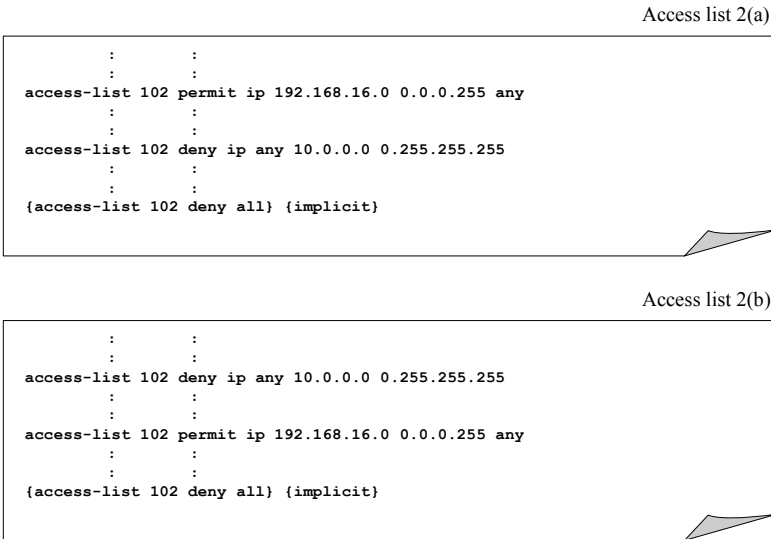 Access list 2(a)
: :
: :
access-list 102 permit ip 192.168.16.0 0.0.0.255 any
: :
: :
access-list 102 deny ip any 10.0.0.0 0.255.255.255
: :
: :
{access-list 102 deny all} {implicit}
Access list 2(b)
: :
: :
access-list 102 deny ip any 10.0.0.0 0.255.255.255
: :
: :
access-list 102 permit ip 192.168.16.0 0.0.0.255 any
: :
: :
{access-list 102 deny all} {implicit}